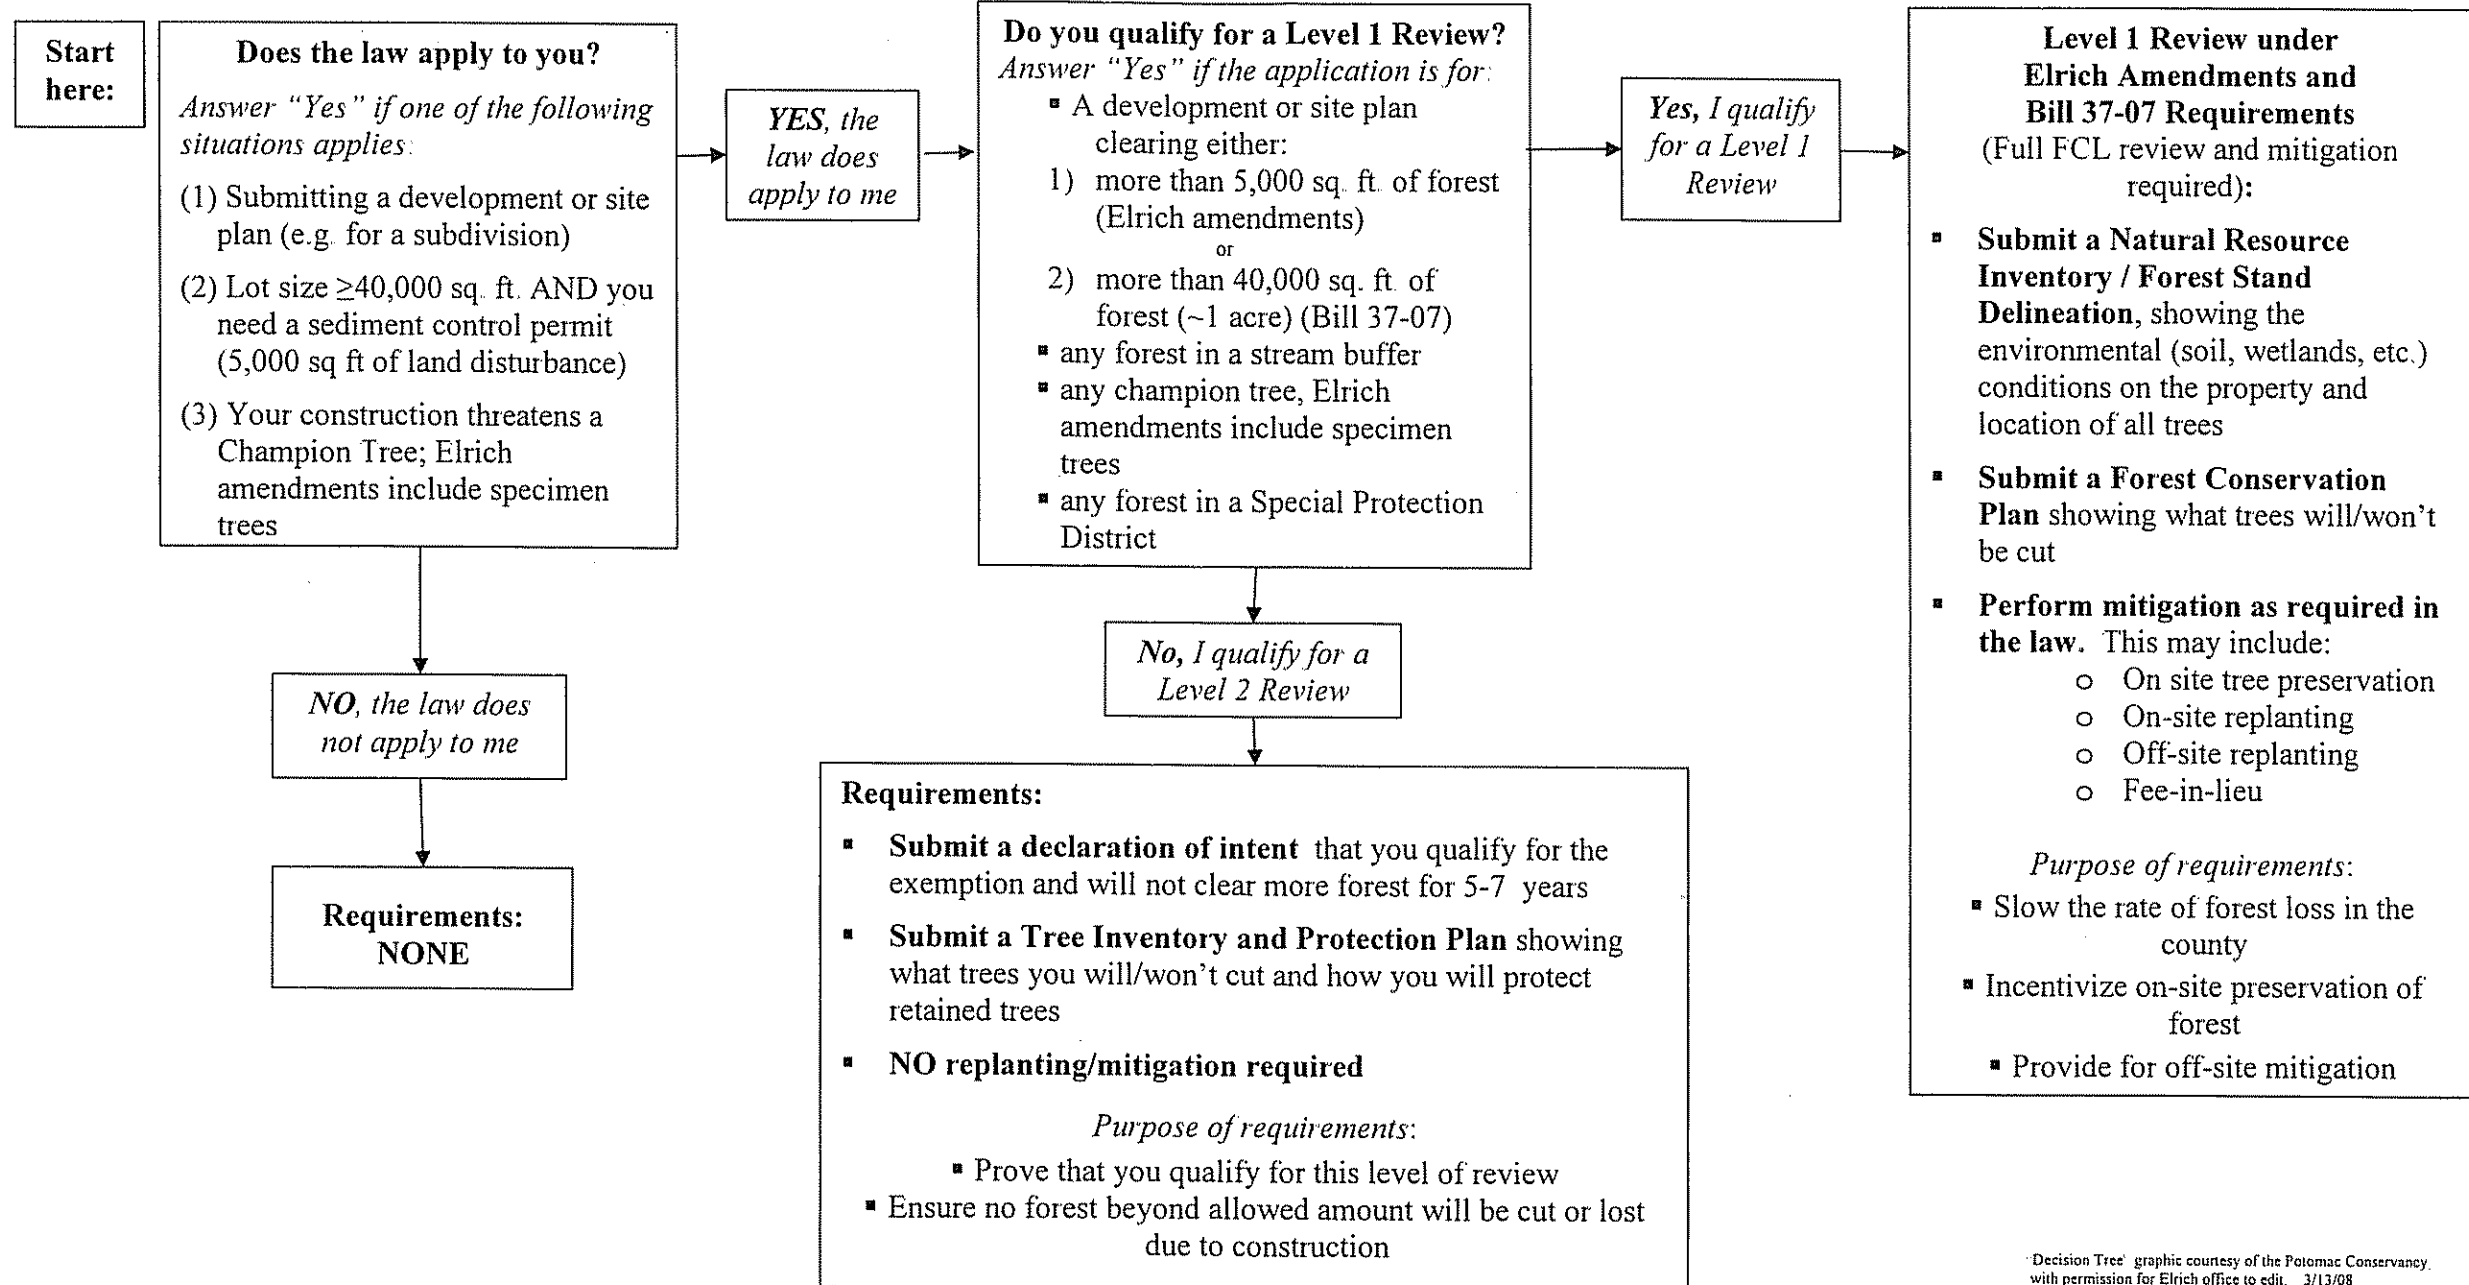 Start
here:
Does the law apply to you?
Answer "Yes" if one of the following
situations applies:
(1) Submitting a development or site
plan (e.g. for a subdivision)
(2) Lot size ≥40,000 sq. ft. AND you
need a sediment control permit
(5,000 sq ft of land disturbance)
(3) Your construction threatens a
Champion Tree; Elrich
amendments include specimen
trees
YES, the
law does
apply to me
NO, the law does
not apply to me
Requirements:
NONE
Do you qualify for a Level 1 Review?
Answer "Yes" if the application is for:
▪ A development or site plan
clearing either:
1) more than 5,000 sq. ft. of forest
(Elrich amendments)
or
2) more than 40,000 sq. ft. of
forest (~1 acre) (Bill 37-07)
▪ any forest in a stream buffer
▪ any champion tree, Elrich
amendments include specimen
trees
▪ any forest in a Special Protection
District
No, I qualify for a
Level 2 Review
Requirements:
▪ Submit a declaration of intent that you qualify for the
exemption and will not clear more forest for 5-7 years
▪ Submit a Tree Inventory and Protection Plan showing
what trees you will/won't cut and how you will protect
retained trees
▪ NO replanting/mitigation required
Purpose of requirements:
▪ Prove that you qualify for this level of review
▪ Ensure no forest beyond allowed amount will be cut or lost
due to construction
Yes, I qualify
for a Level 1
Review
Level 1 Review under
Elrich Amendments and
Bill 37-07 Requirements
(Full FCL review and mitigation
required):
▪ Submit a Natural Resource
Inventory / Forest Stand
Delineation, showing the
environmental (soil, wetlands, etc.)
conditions on the property and
location of all trees
▪ Submit a Forest Conservation
Plan showing what trees will/won't
be cut
▪ Perform mitigation as required in
the law. This may include:
o On site tree preservation
o On-site replanting
o Off-site replanting
o Fee-in-lieu
Purpose of requirements:
▪ Slow the rate of forest loss in the
county
▪ Incentivize on-site preservation of
forest
▪ Provide for off-site mitigation
'Decision Tree' graphic courtesy of the Potomac Conservancy.
with permission for Elrich office to edit. 3/13/08